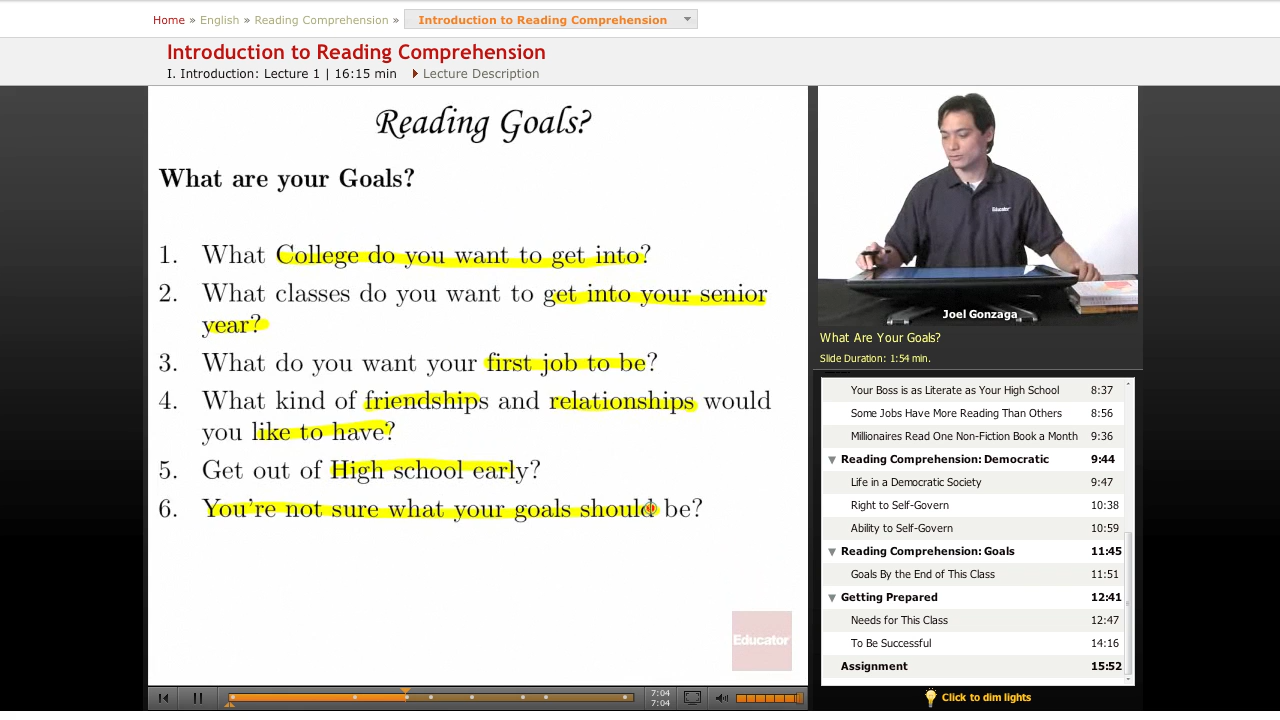 Home » English » Reading Comprehension » Introduction to Reading Comprehension
Introduction to Reading Comprehension
I. Introduction: Lecture 1 | 16:15 min Lecture Description
Reading Goals?
What are your Goals?
1. What College do you want to get into?
2. What classes do you want to get into your senior
year?
3. What do you want your first job to be?
4. What kind of friendships and relationships would
you like to have?
5. Get out of High school early?
6. You're not sure what your goals should be?
Educator
7:04
7:04
Educator
Joel Gonzaga
What Are Your Goals?
Slide Duration: 1:54 min.
Your Boss is as Literate as Your High School 8:37
Some Jobs Have More Reading Than Others 8:56
Millionaires Read One Non-Fiction Book a Month 9:36
Reading Comprehension: Democratic 9:44
Life in a Democratic Society 9:47
Right to Self-Govern 10:38
Ability to Self-Govern 10:59
Reading Comprehension: Goals 11:45
Goals By the End of This Class 11:51
Getting Prepared 12:41
Needs for This Class 12:47
To Be Successful 14:16
Assignment 15:52
Click to dim lights